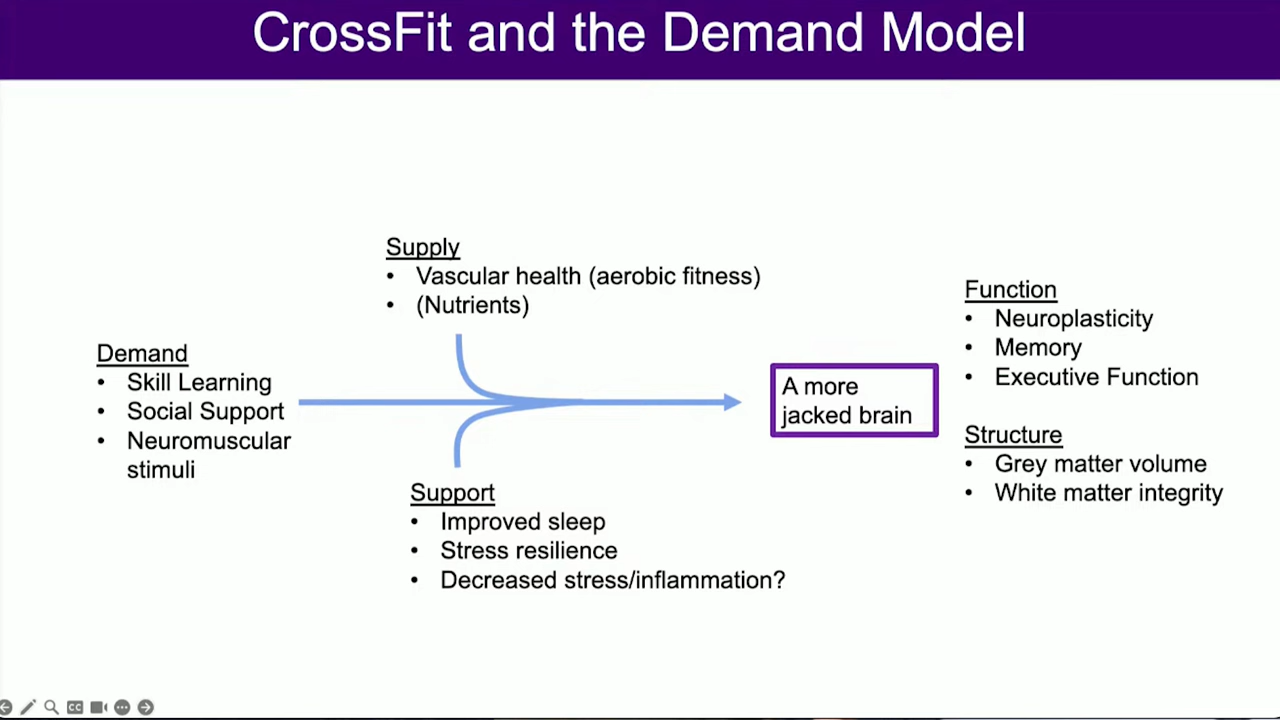 CrossFit and the Demand Model
Supply
• Vascular health (aerobic fitness)
• (Nutrients)
Demand
• Skill Learning
• Social Support
• Neuromuscular
stimuli
A more
jacked brain
Function
• Neuroplasticity
• Memory
• Executive Function
Structure
• Grey matter volume
• White matter integrity
Support
• Improved sleep
• Stress resilience
• Decreased stress/inflammation?
CC